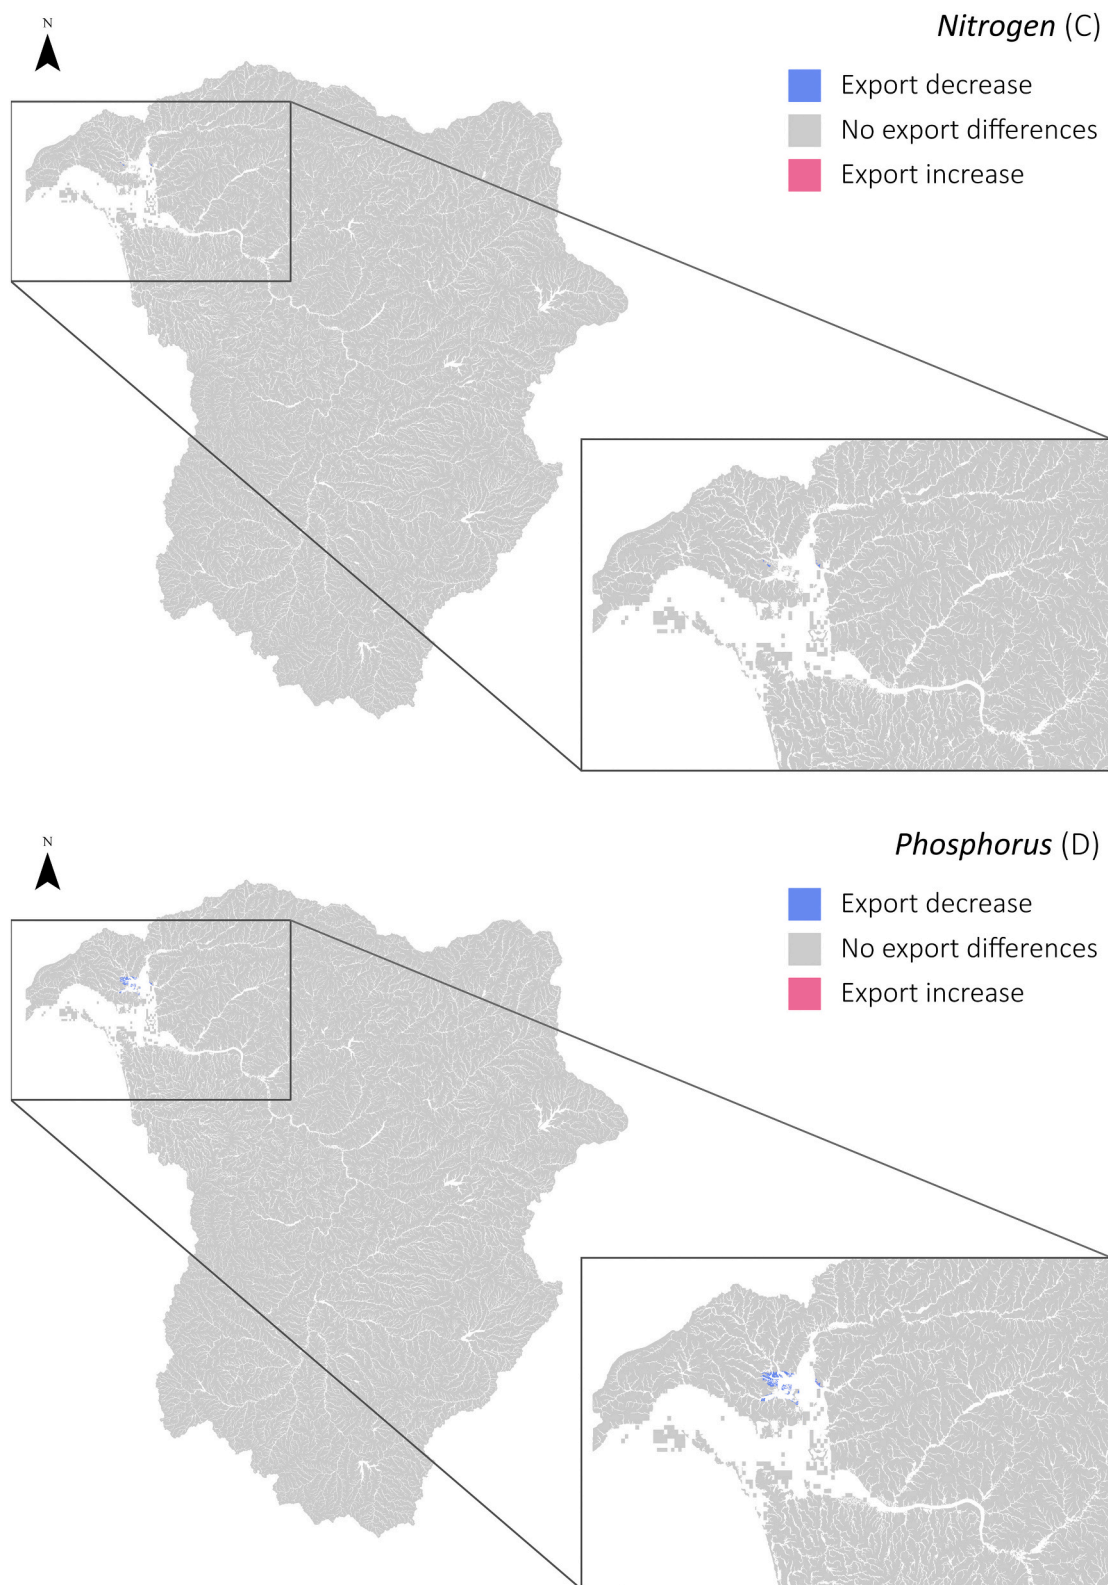 N
Nitrogen (C)
Export decrease
No export differences
Export increase
N
Phosphorus (D)
Export decrease
No export differences
Export increase